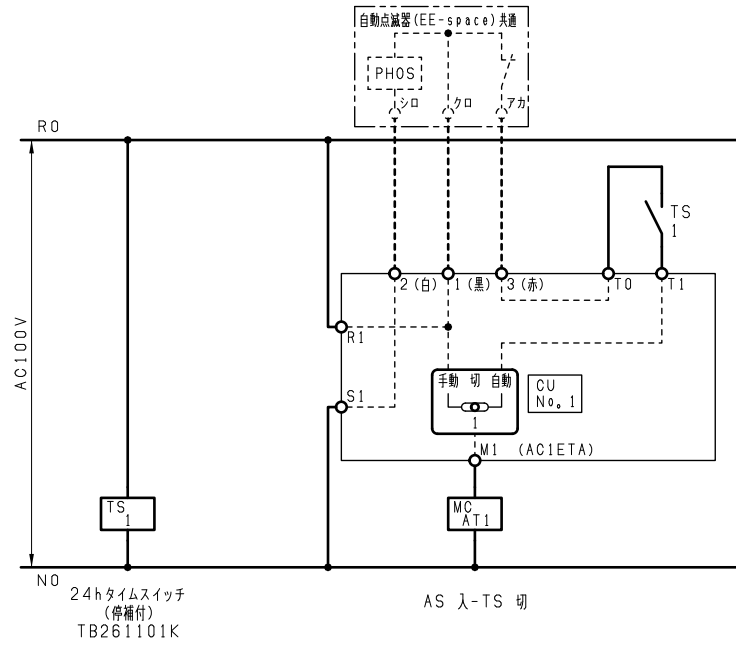 自動点滅器(EE-space)共通
PHOS
シロ
クロ
アカ
R0
TS
1
2(白)
1(黒)
3(赤)
T0
T1
AC100V
R1
手動 切 自動
CU
No。1
S1
1
M1 (AC1ETA)
TS
1
MC
AT1
N0
24hタイムスイッチ
(停補付)
TB261101K
AS 入-TS 切